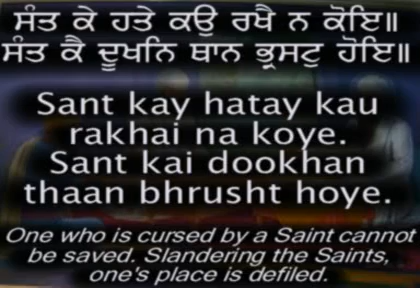 ਸੰਤ ਕੇ ਹਤੇ ਕਉ ਰਖੈ ਨ ਕੋਇ॥
ਸੰਤ ਕੈ ਦੂਖਨਿ ਥਾਨ ਭ੍ਰਸਟੁ ਹੋਇ॥
Sant kay hatay kau
rakhai na koye.
Sant kai dookhan
thaan bhrusht hoye.
One who is cursed by a Saint cannot
be saved. Slandering the Saints,
one's place is defiled.